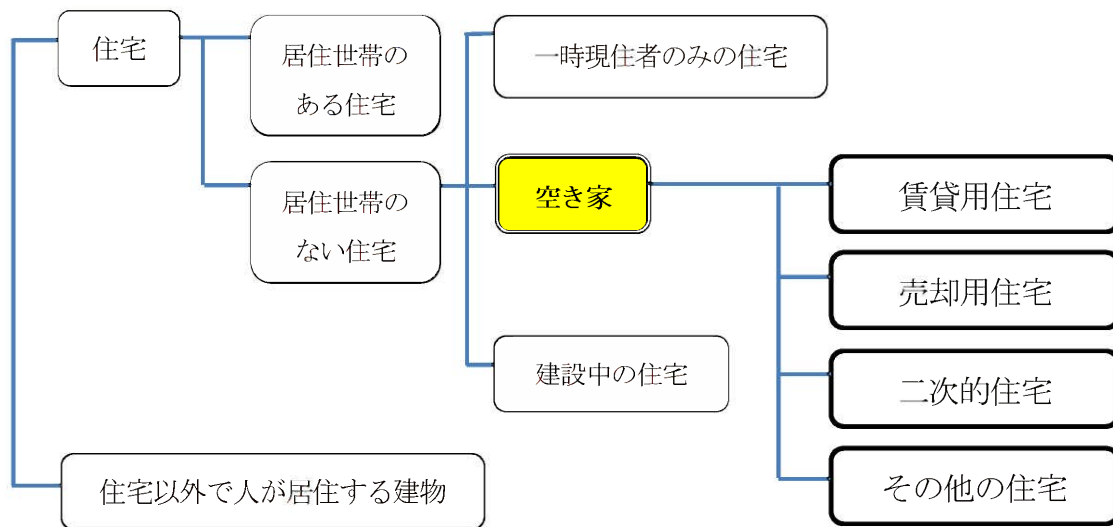 住宅
居住世帯の
ある住宅
一時現住者のみの住宅
居住世帯の
ない住宅
空き家
賃貸用住宅
売却用住宅
建設中の住宅
二次的住宅
その他の住宅
住宅以外で人が居住する建物